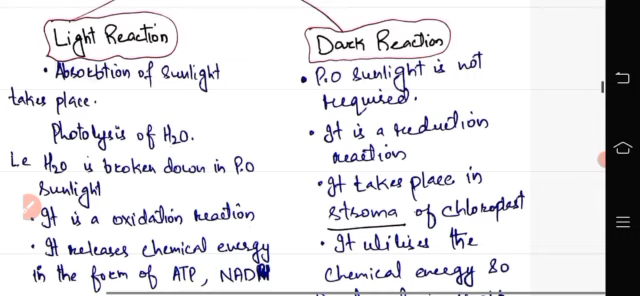 Light Reaction
• Absorbtion of sunlight
takes place.
Photolysis of H2O.
i.e H2O is broken down in P.O
sunlight
• It is a oxidation reaction
• It releases chemical energy
in the form of ATP, NAD
Dark Reaction
• P.O sunlight is not
required.
• It is a reduction
reaction
• It takes place in
stroma of chloroplast
• It utilises the
chemical energy so